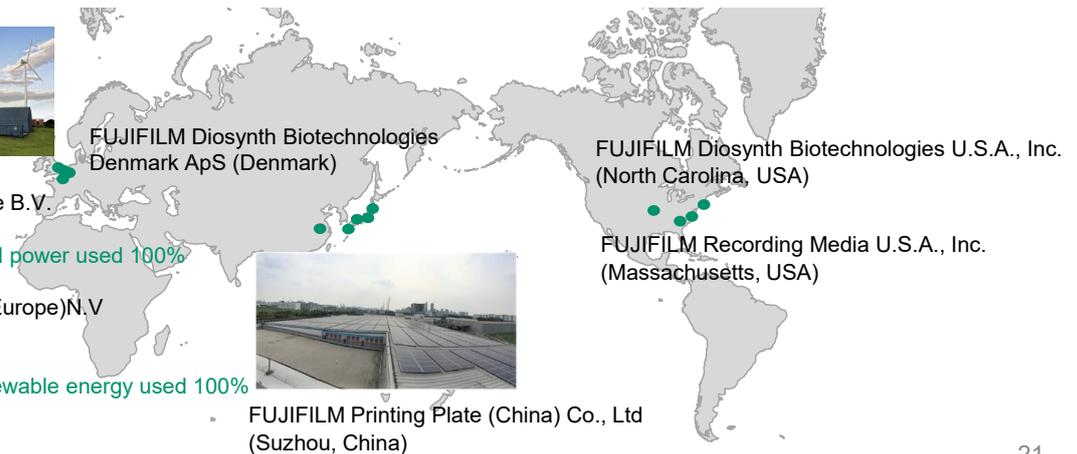 FUJIFILM Diosynth Biotechnologies
Denmark ApS (Denmark)
FUJIFILM Diosynth Biotechnologies U.S.A., Inc.
(North Carolina, USA)
e B.V.
FUJIFILM Recording Media U.S.A., Inc.
(Massachusetts, USA)
power used 100%
Europe)N.V
ewable energy used 100%
FUJIFILM Printing Plate (China) Co., Ltd
(Suzhou, China)
21